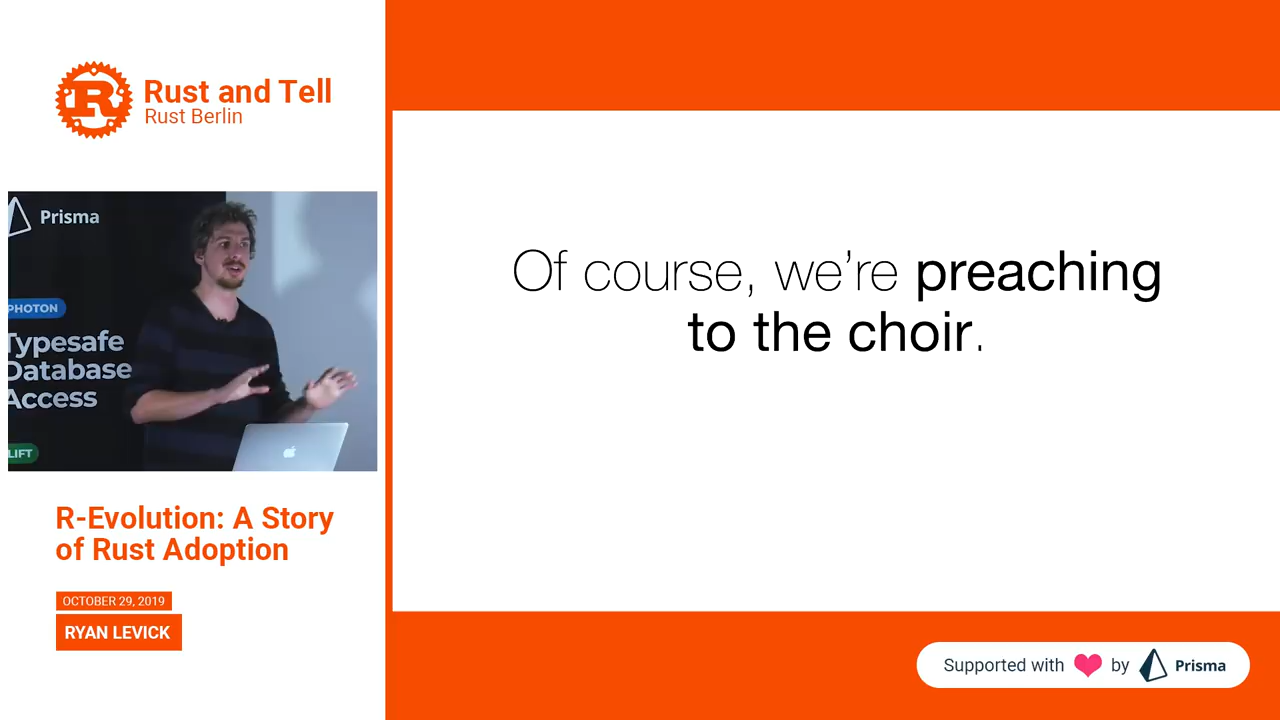 Rust and Tell
Rust Berlin
Prisma
PHOTON
Typesafe
Database
Access
LIFT
R-Evolution: A Story
of Rust Adoption
OCTOBER 29, 2019
RYAN LEVICK
Of course, we’re preaching
to the choir.
Supported with ❤ by Prisma